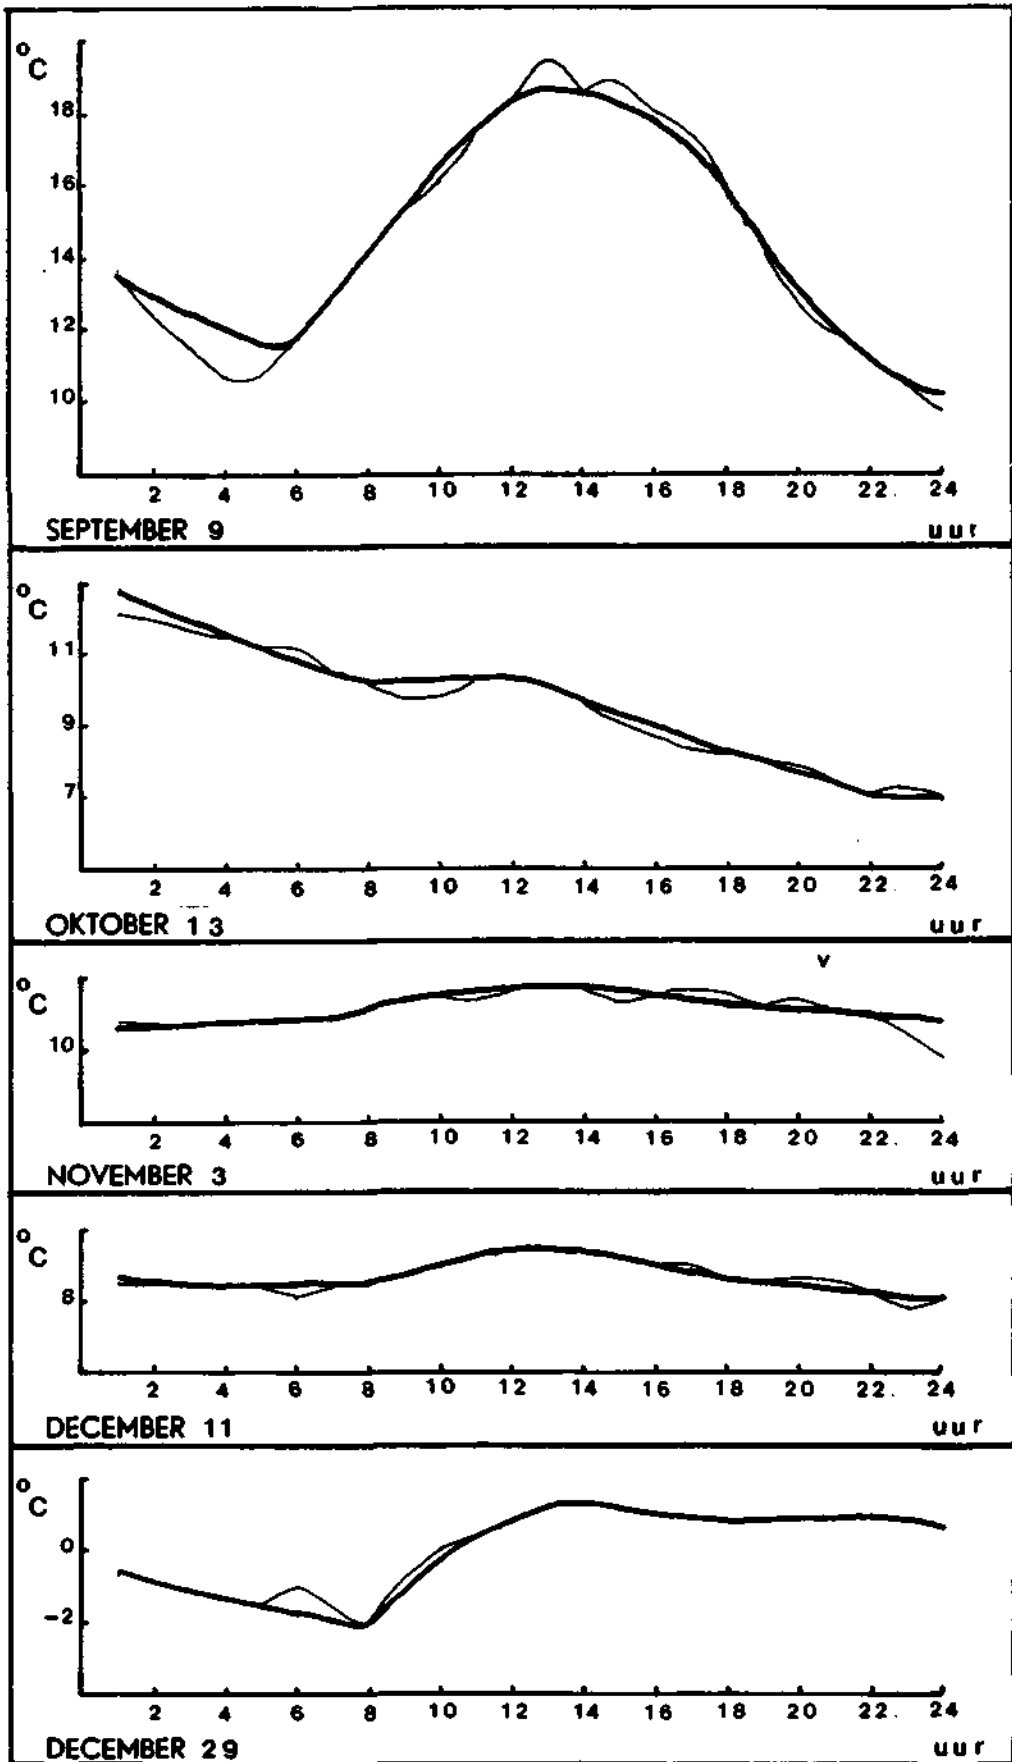 °C
18
16
14
12
10
2 4 6 8 10 12 14 16 18 20 22. 24
SEPTEMBER 9 uur
°C
11
9
7
2 4 6 8 10 12 14 16 18 20 22. 24
OKTOBER 13 uur
v
°C
10
2 4 6 8 10 12 14 16 18 20 22. 24
NOVEMBER 3 uur
°C
8
2 4 6 8 10 12 14 16 18 20 22. 24
DECEMBER 11 uur
°C
0
-2
2 4 6 8 10 12 14 16 18 20 22. 24
DECEMBER 29 uur